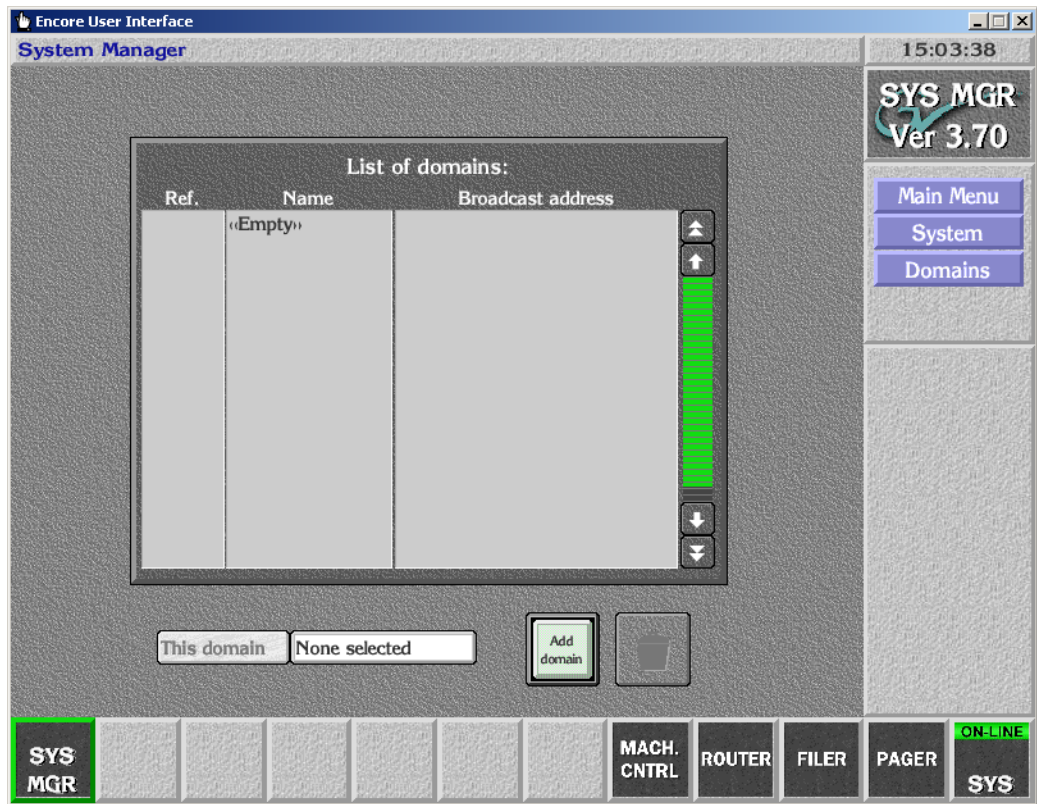 Encore User Interface
System Manager
15:03:38
SYS MGR
Ver 3.70
Main Menu
System
Domains
List of domains:
Ref. Name Broadcast address
‹‹Empty››
This domain None selected
Add
domain
SYS
MGR
MACH.
CNTRL
ROUTER
FILER
PAGER
ON-LINE
SYS